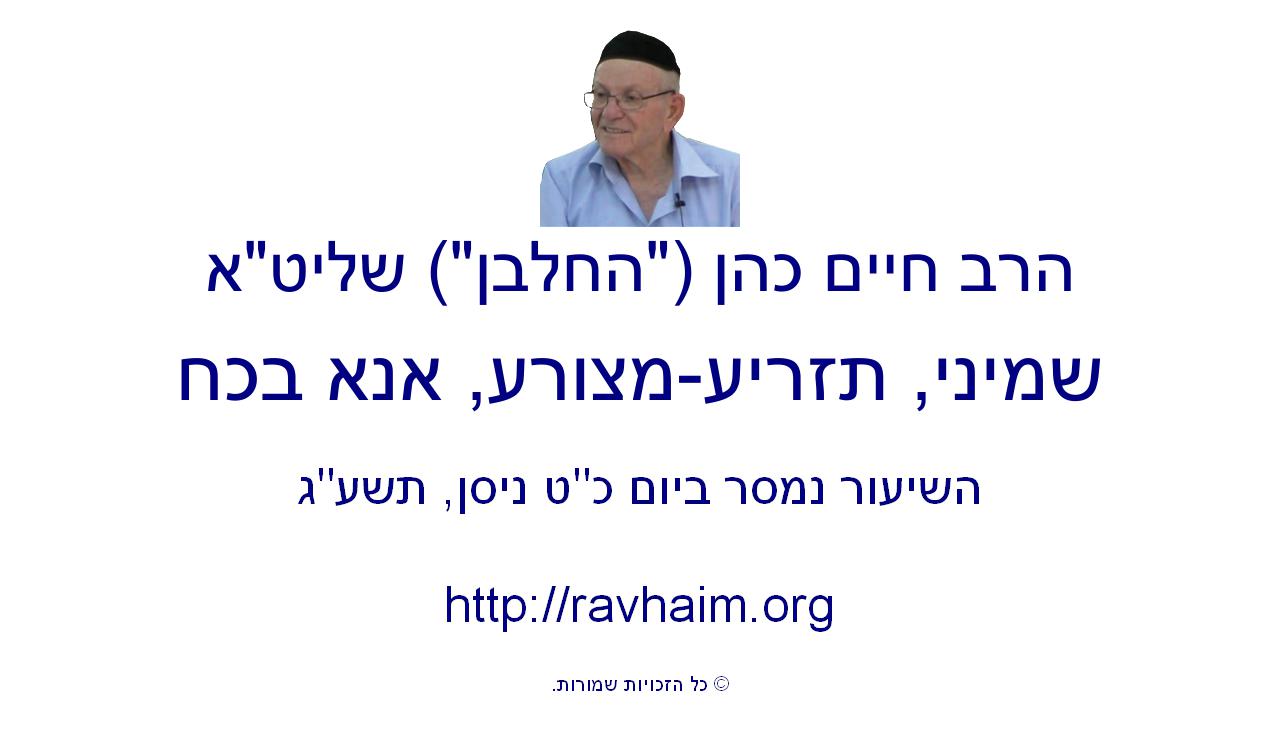 הרב חיים כהן ("החלבן") שליט"א
שמיני, תזריע-מצורע, אנא בכח
השיעור נמסר ביום כ"ט ניסן, תשע"ג
http://ravhaim.org
© כל הזכויות שמורות.